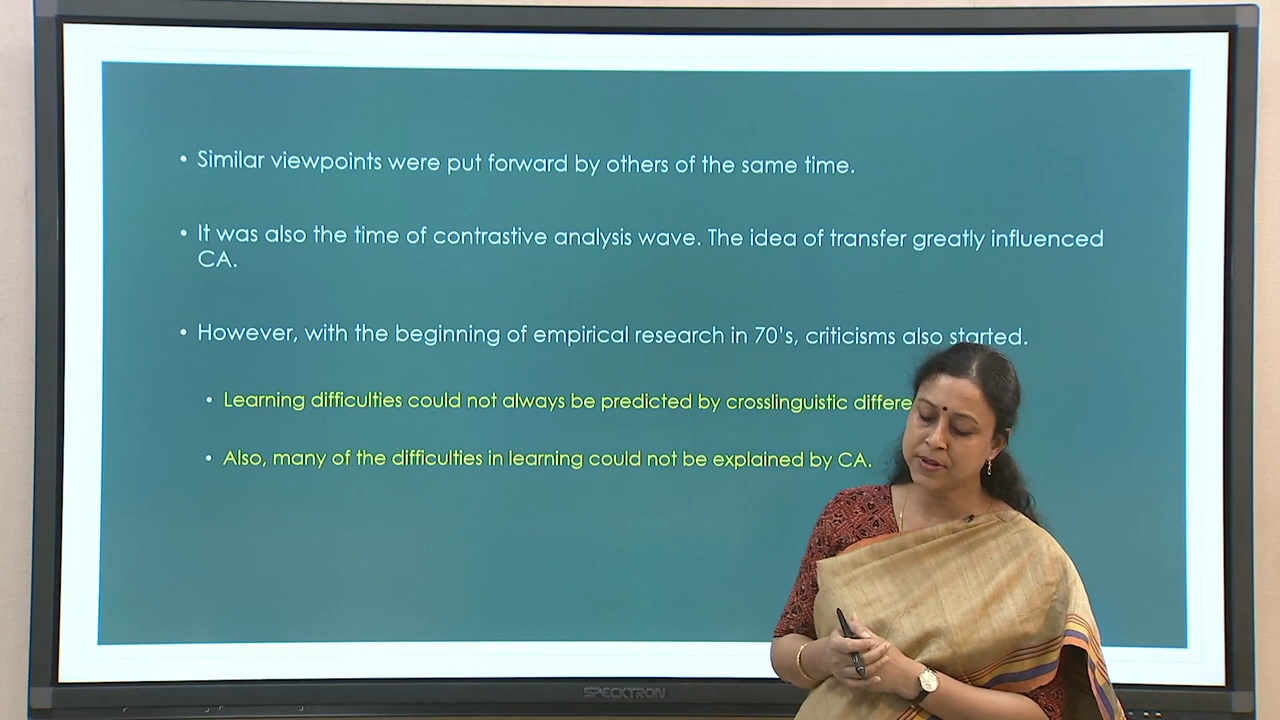 • Similar viewpoints were put forward by others of the same time.
• It was also the time of contrastive analysis wave. The idea of transfer greatly influenced
CA.
• However, with the beginning of empirical research in 70's, criticisms also started.
• Learning difficulties could not always be predicted by crosslinguistic
• Also, many of the difficulties in learning could not be explained by CA.
SPECKTRON